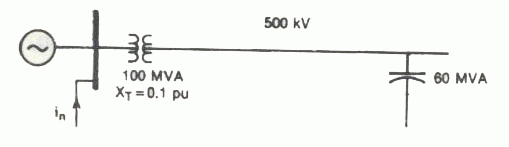 500 kV
100 MVA
X_T = 0.1 pu
60 MVA
i_n